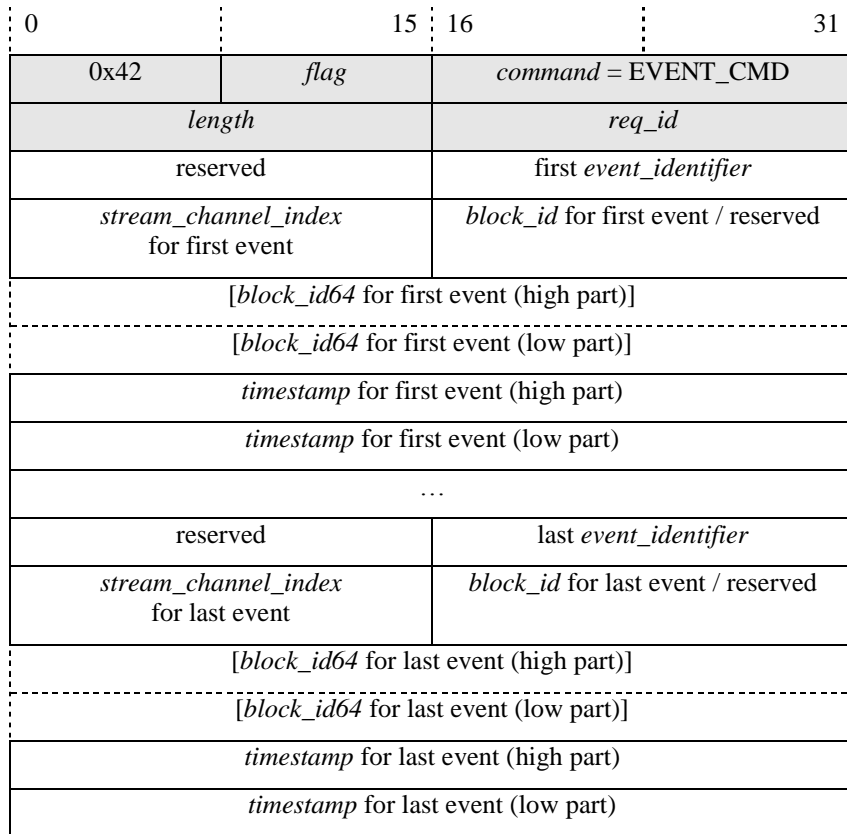 0 15 16 31
0x42 flag command = EVENT_CMD
length req_id
reserved first event_identifier
stream_channel_index block_id for first event / reserved
for first event
[block_id64 for first event (high part)]
[block_id64 for first event (low part)]
timestamp for first event (high part)
timestamp for first event (low part)
…
reserved last event_identifier
stream_channel_index block_id for last event / reserved
for last event
[block_id64 for last event (high part)]
[block_id64 for last event (low part)]
timestamp for last event (high part)
timestamp for last event (low part)